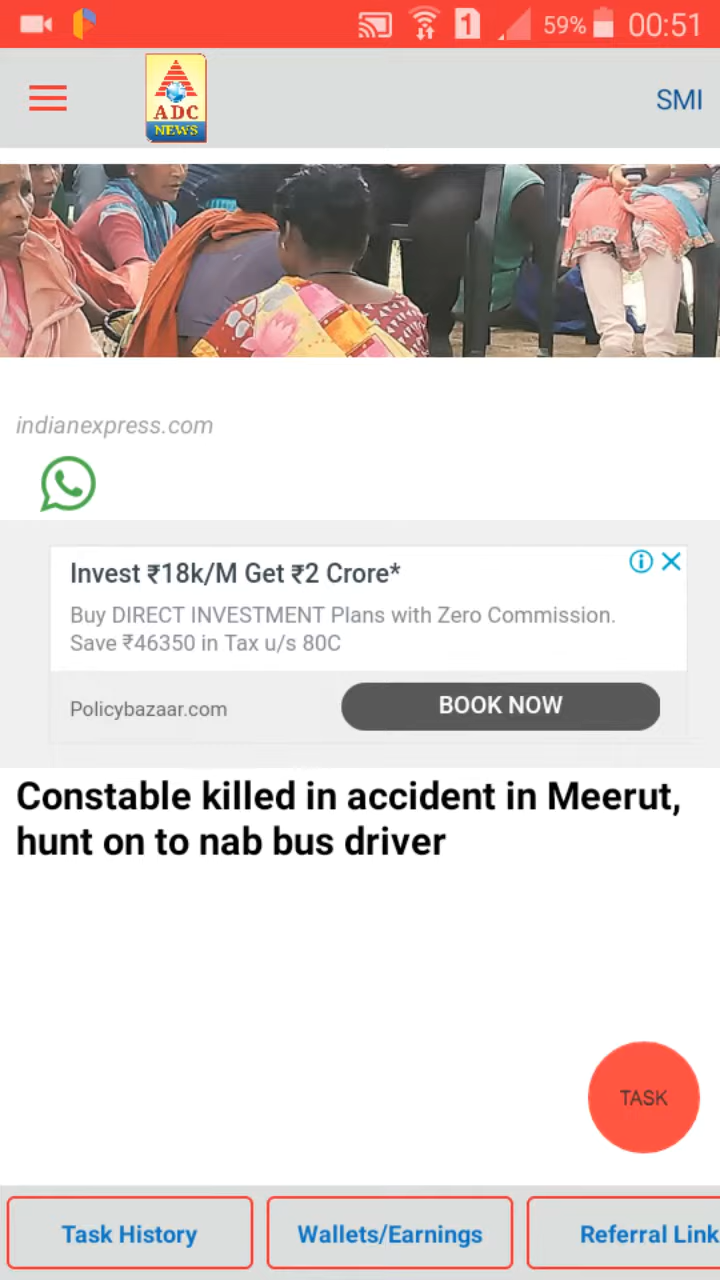 1 59% 00:51
ADC
NEWS
SMI
indianexpress.com
Invest ₹18k/M Get ₹2 Crore*
Buy DIRECT INVESTMENT Plans with Zero Commission.
Save ₹46350 in Tax u/s 80C
Policybazaar.com
BOOK NOW
Constable killed in accident in Meerut,
hunt on to nab bus driver
TASK
Task History
Wallets/Earnings
Referral Link